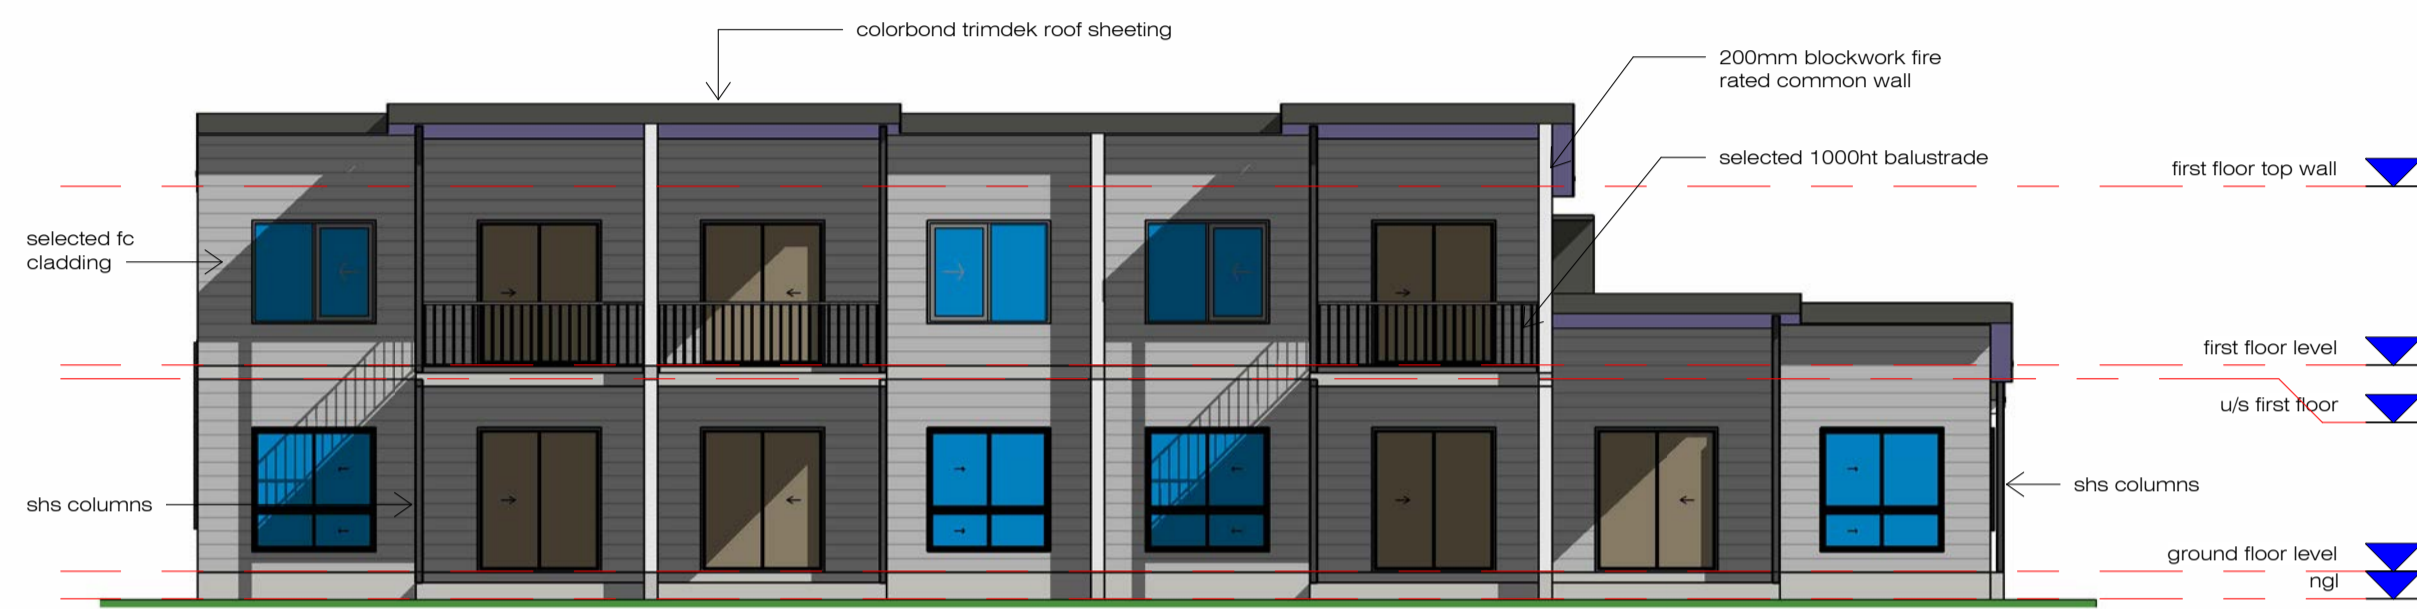 colorbond trimdek roof sheeting
200mm blockwork fire
rated common wall
selected 1000ht balustrade
first floor top wall
selected fc
cladding
first floor level
u/s first floor
shs columns
shs columns
ground floor level
ngl